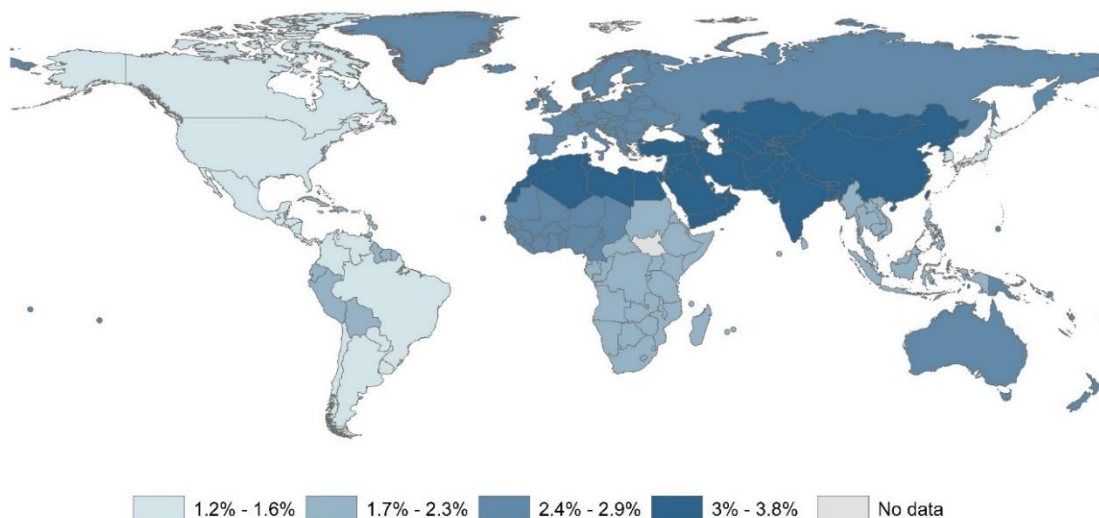 1.2% - 1.6% 1.7% - 2.3% 2.4% - 2.9% 3% - 3.8% No data